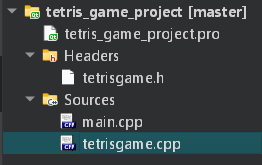 tetris_game_project [master]
tetris_game_project.pro
Headers
tetrisgame.h
Sources
main.cpp
tetrisgame.cpp